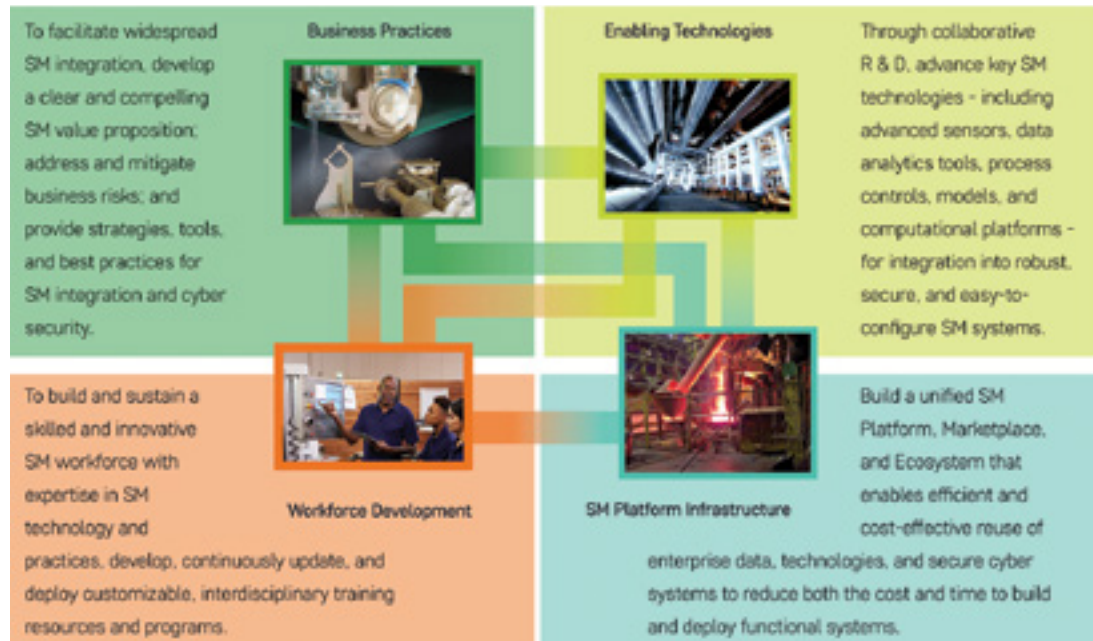 Business Practices
To facilitate widespread
SM integration, develop
a clear and compelling
SM value proposition;
address and mitigate
business risks; and
provide strategies, tools,
and best practices for
SM integration and cyber
security.
Enabling Technologies
Through collaborative
R & D, advance key SM
technologies - including
advanced sensors, data
analytics tools, process
controls, models, and
computational platforms -
for integration into robust,
secure, and easy-to-
configure SM systems.
To build and sustain a
skilled and innovative
SM workforce with
expertise in SM
technology and
practices, develop, continuously update, and
deploy customizable, interdisciplinary training
resources and programs.
Workforce Development
SM Platform Infrastructure
Build a unified SM
Platform, Marketplace,
and Ecosystem that
enables efficient and
cost-effective reuse of
enterprise data, technologies, and secure cyber
systems to reduce both the cost and time to build
and deploy functional systems.